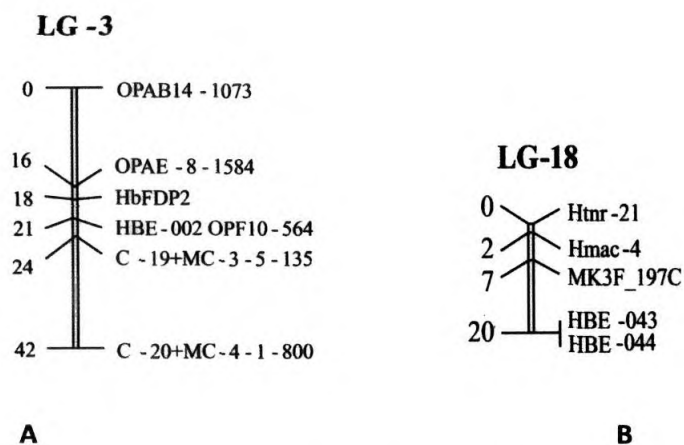 LG -3
0 OPAB14 - 1073
16 OPAE - 8 - 1584
18 HbFDP2
21 HBE - 002 OPF10 - 564
24 C - 19+MC - 3 - 5 - 135
42 C - 20+MC - 4 - 1 - 800
A
LG-18
0 Htnr -21
2 Hmac -4
7 MK3F_197C
20 HBE -043
HBE -044
B